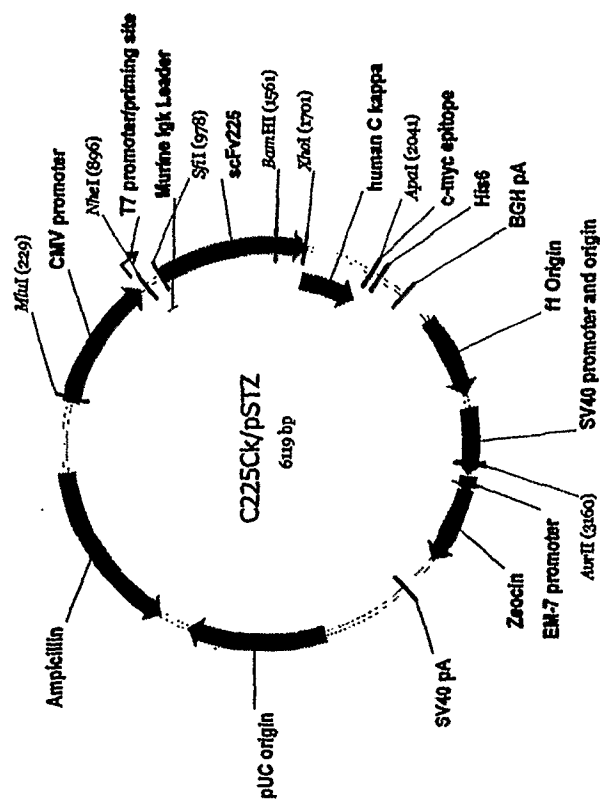 MluI (229)
CMV promoter
NheI (896)
T7 promoter/priming site
Murine Igk Leader
SfiI (978)
scFv225
BamHI (1561)
XhoI (1701)
human C kappa
ApaI (2041)
c-myc epitope
His6
BGH pA
f1 Origin
SV40 promoter and origin
AvrII (3160)
EM-7 promoter
Zeocin
SV40 pA
pUC origin
Ampicillin
C225Ck/pSTZ
6119 bp